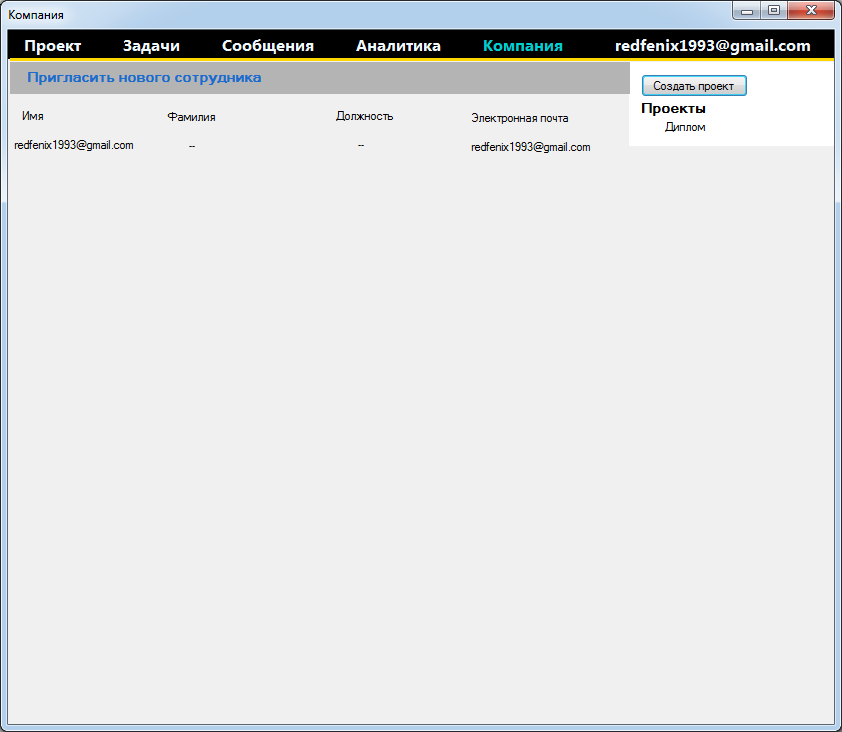 Компания
Проект Задачи Сообщения Аналитика Компания redfenix1993@gmail.com
Пригласить нового сотрудника
Создать проект
Проекты
Диплом
Имя Фамилия Должность Электронная почта
redfenix1993@gmail.com -- -- redfenix1993@gmail.com